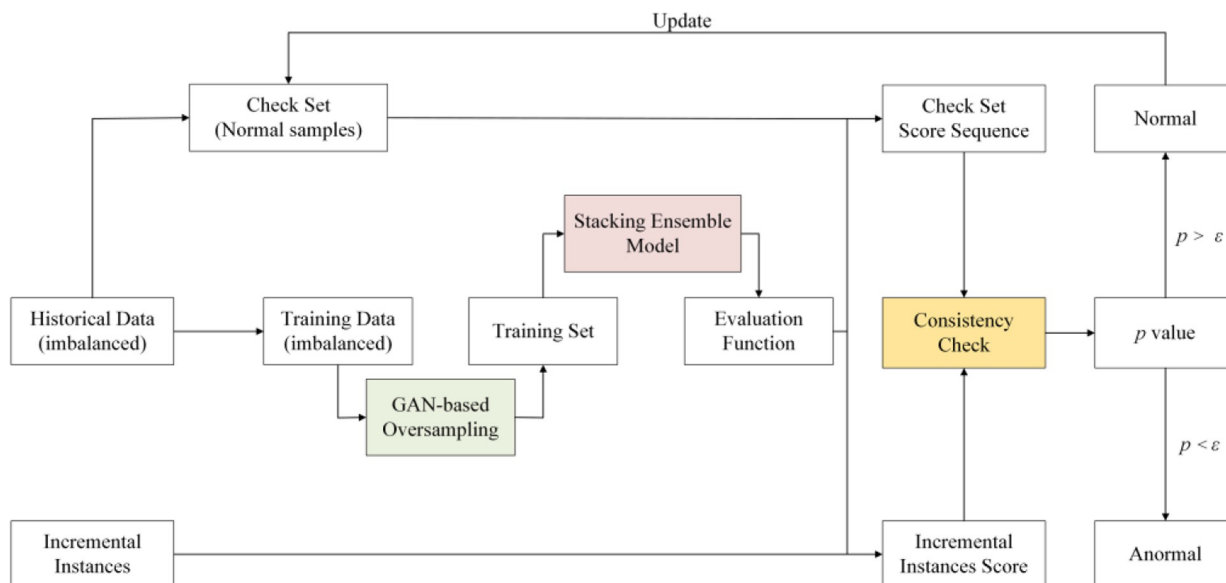 Update
Check Set
(Normal samples)
Check Set
Score Sequence
Normal
Stacking Ensemble
Model
p > ε
Historical Data
(imbalanced)
Training Data
(imbalanced)
Training Set
Evaluation
Function
Consistency
Check
p value
GAN-based
Oversampling
p < ε
Incremental
Instances
Incremental
Instances Score
Anormal